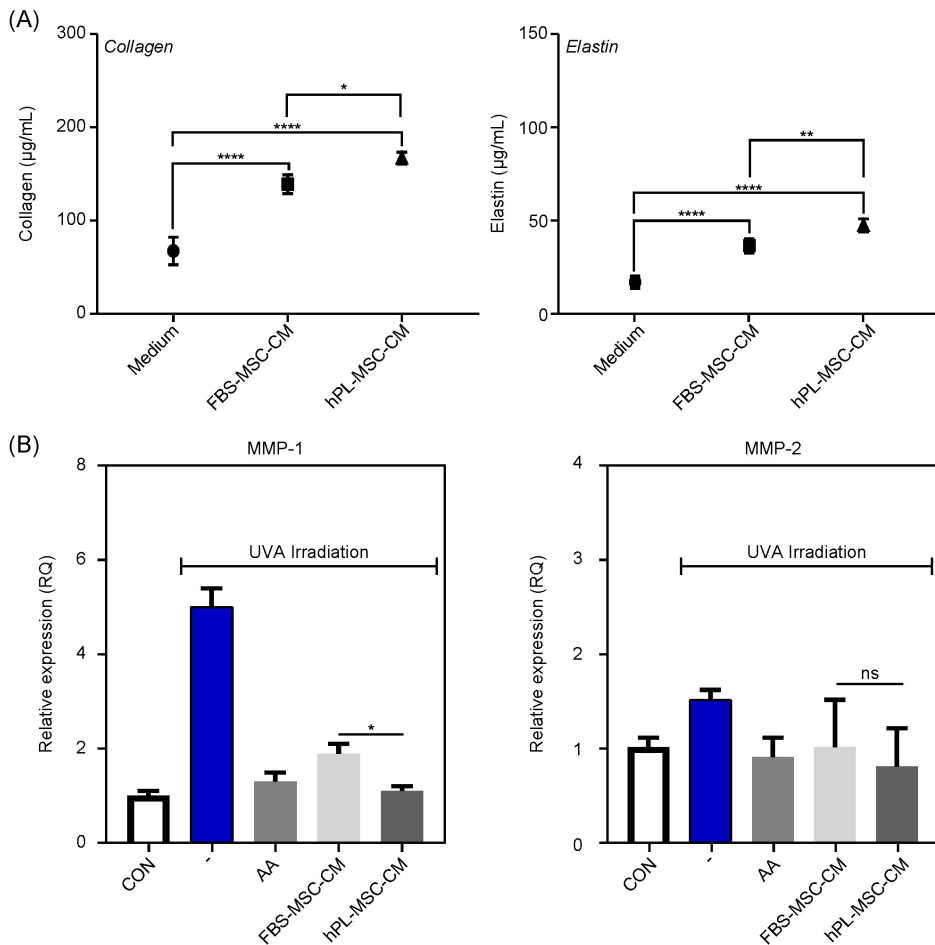 (A)
Collagen
Collagen (µg/mL)
300
200
100
0
*
****
****
Medium
FBS-MSC-CM
hPL-MSC-CM
Elastin
Elastin (µg/mL)
150
100
50
0
**
****
****
Medium
FBS-MSC-CM
hPL-MSC-CM
(B)
MMP-1
Relative expression (RQ)
8
6
4
2
0
UVA Irradiation
*
CON
-
AA
FBS-MSC-CM
hPL-MSC-CM
MMP-2
Relative expression (RQ)
4
3
2
1
0
UVA Irradiation
ns
CON
-
AA
FBS-MSC-CM
hPL-MSC-CM